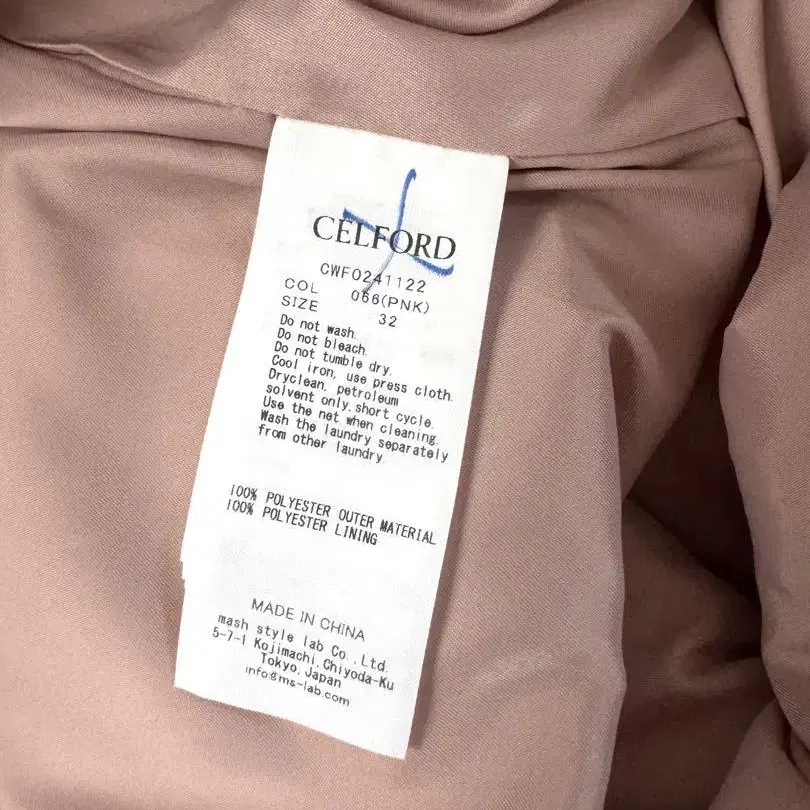 CELFORD
CWFO241122
COL 066(PNK)
SIZE 32
Do not wash.
Do not bleach.
Do not tumble dry.
Cool iron, use press cloth.
Dryclean, petroleum
solvent only, short cycle.
Use the net when cleaning.
Wash the laundry separately
from other laundry.
100% POLYESTER OUTER MATERIAL
100% POLYESTER LINING
MADE IN CHINA
mash style lab Co., Ltd.
5-7-1 Kojimachi, Chiyoda-Ku
Tokyo, Japan
info@ms-lab.com